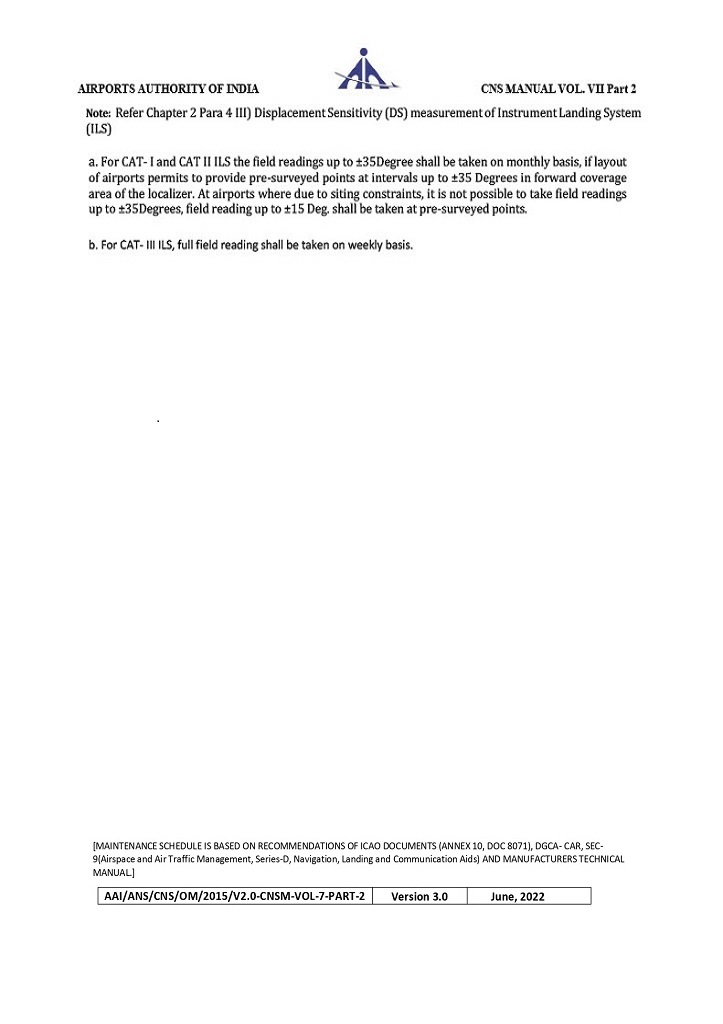 AIRPORTS AUTHORITY OF INDIA CNS MANUAL VOL. VII Part 2
Note: Refer Chapter 2 Para 4 III) Displacement Sensitivity (DS) measurement of Instrument Landing System
(ILS)
a. For CAT- I and CAT II ILS the field readings up to ±35Degree shall be taken on monthly basis, if layout
of airports permits to provide pre-surveyed points at intervals up to ±35 Degrees in forward coverage
area of the localizer. At airports where due to siting constraints, it is not possible to take field readings
up to ±35Degrees, field reading up to ±15 Deg. shall be taken at pre-surveyed points.
b. For CAT- III ILS, full field reading shall be taken on weekly basis.
.
[MAINTENANCE SCHEDULE IS BASED ON RECOMMENDATIONS OF ICAO DOCUMENTS (ANNEX 10, DOC 8071), DGCA- CAR, SEC-
9(Airspace and Air Traffic Management, Series-D, Navigation, Landing and Communication Aids) AND MANUFACTURERS TECHNICAL
MANUAL.]
AAI/ANS/CNS/OM/2015/V2.0-CNSM-VOL-7-PART-2 Version 3.0 June, 2022